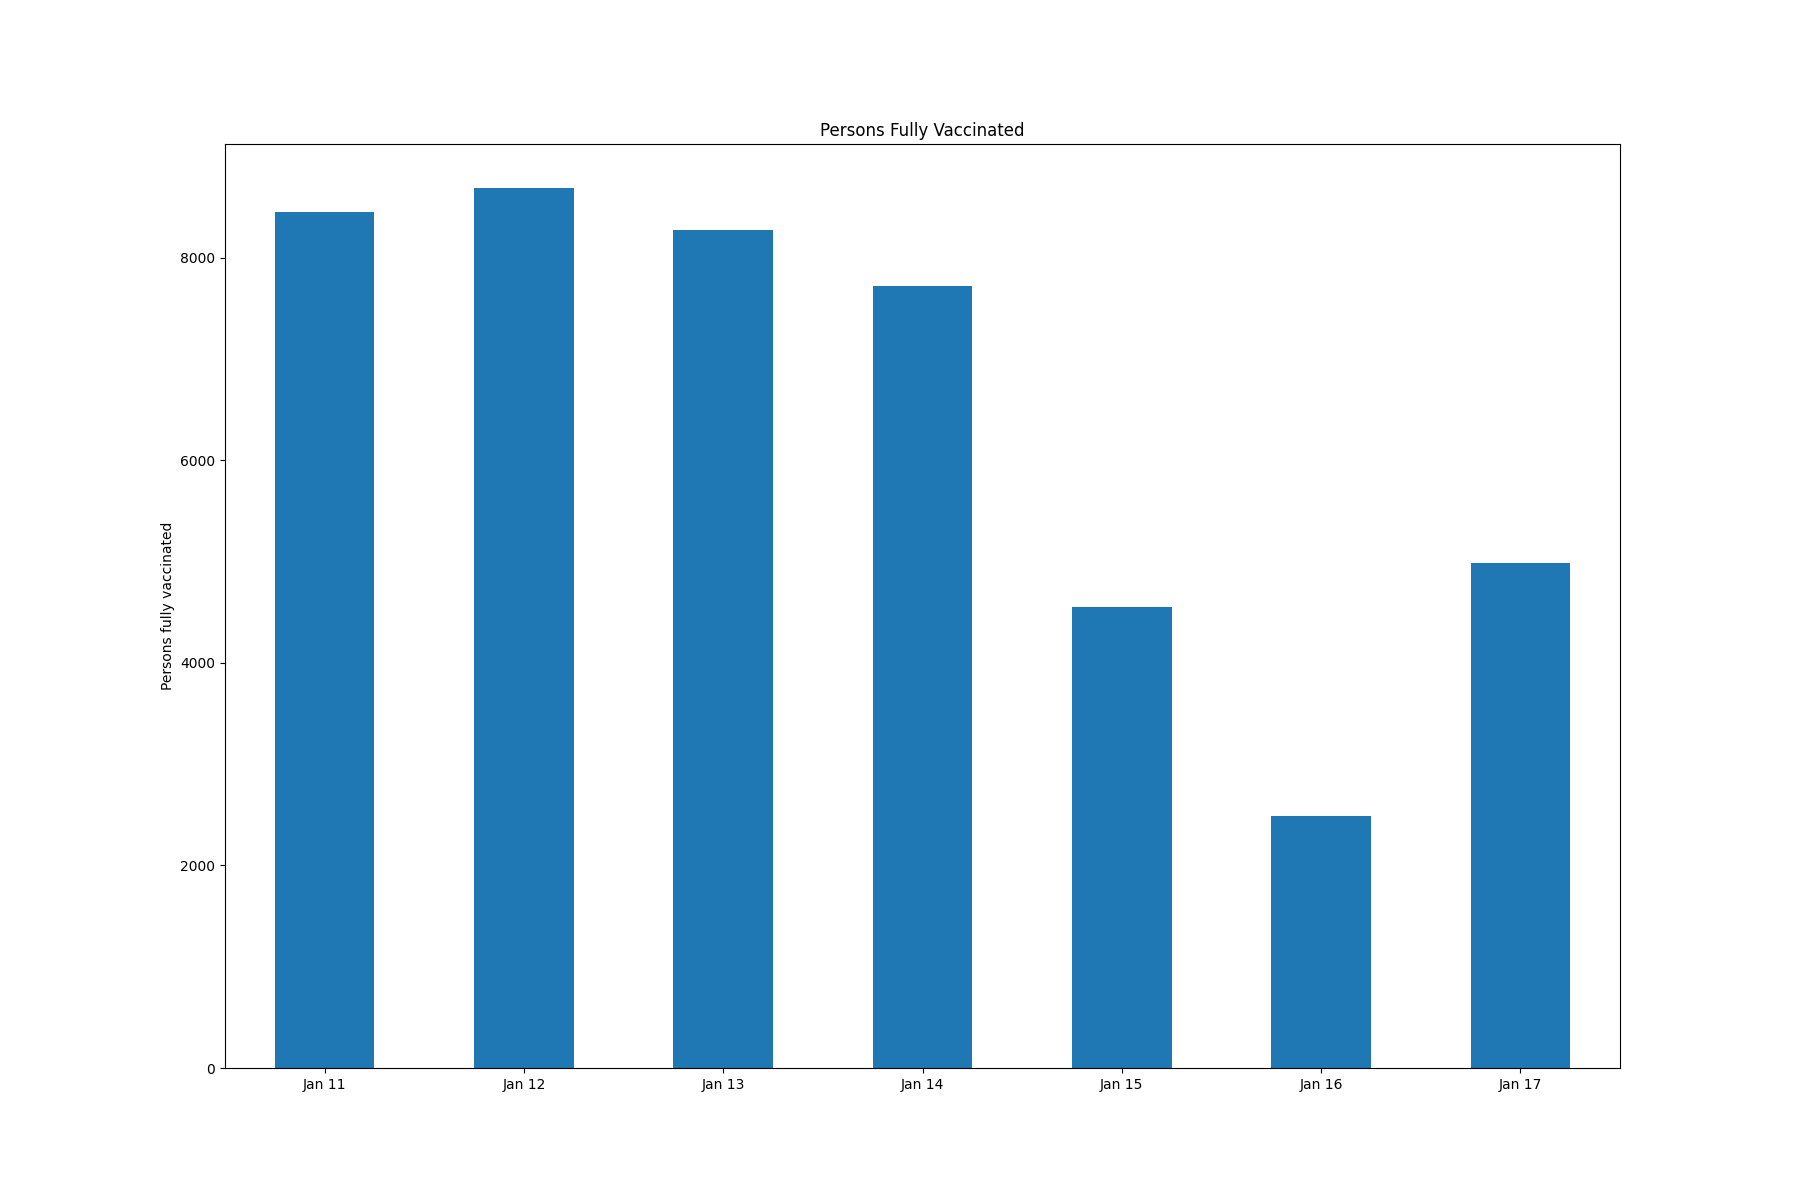 Persons Fully Vaccinated
Persons fully vaccinated
8000
6000
4000
2000
0
Jan 11
Jan 12
Jan 13
Jan 14
Jan 15
Jan 16
Jan 17